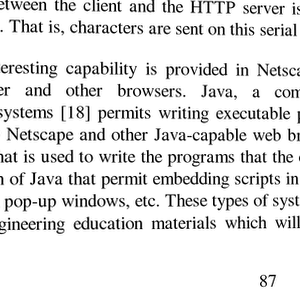 between the client and the HTTP server is
. That is, characters are sent on this serial
teresting capability is provided in Netsca
er and other browsers. Java, a com
systems [18] permits writing executable p
Netscape and other Java-capable web br
hat is used to write the programs that the
n of Java that permit embedding scripts in
pop-up windows, etc. These types of syst
gineering education materials which will
87